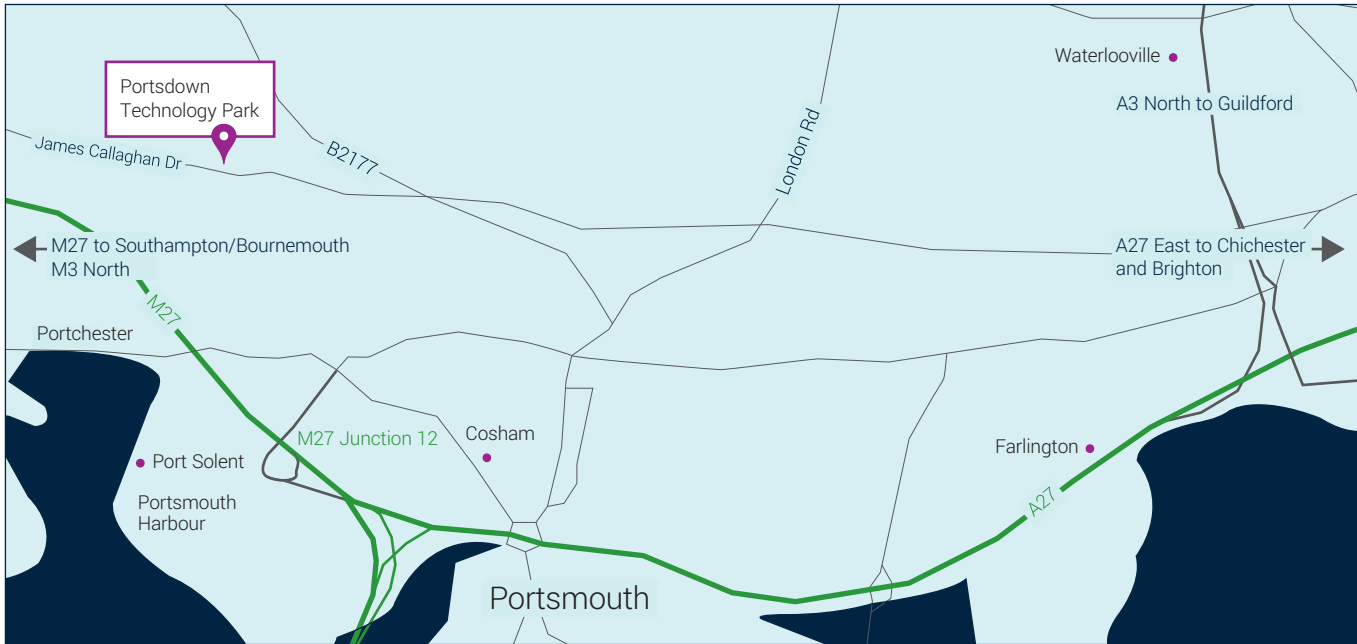 Waterlooville
Portsdown
Technology Park
A3 North to Guildford
London Rd
James Callaghan Dr
B2177
M27 to Southampton/Bournemouth
M3 North
A27 East to Chichester
and Brighton
M27
Portchester
M27 Junction 12
Cosham
Farlington
Port Solent
Portsmouth
Harbour
A27
Portsmouth